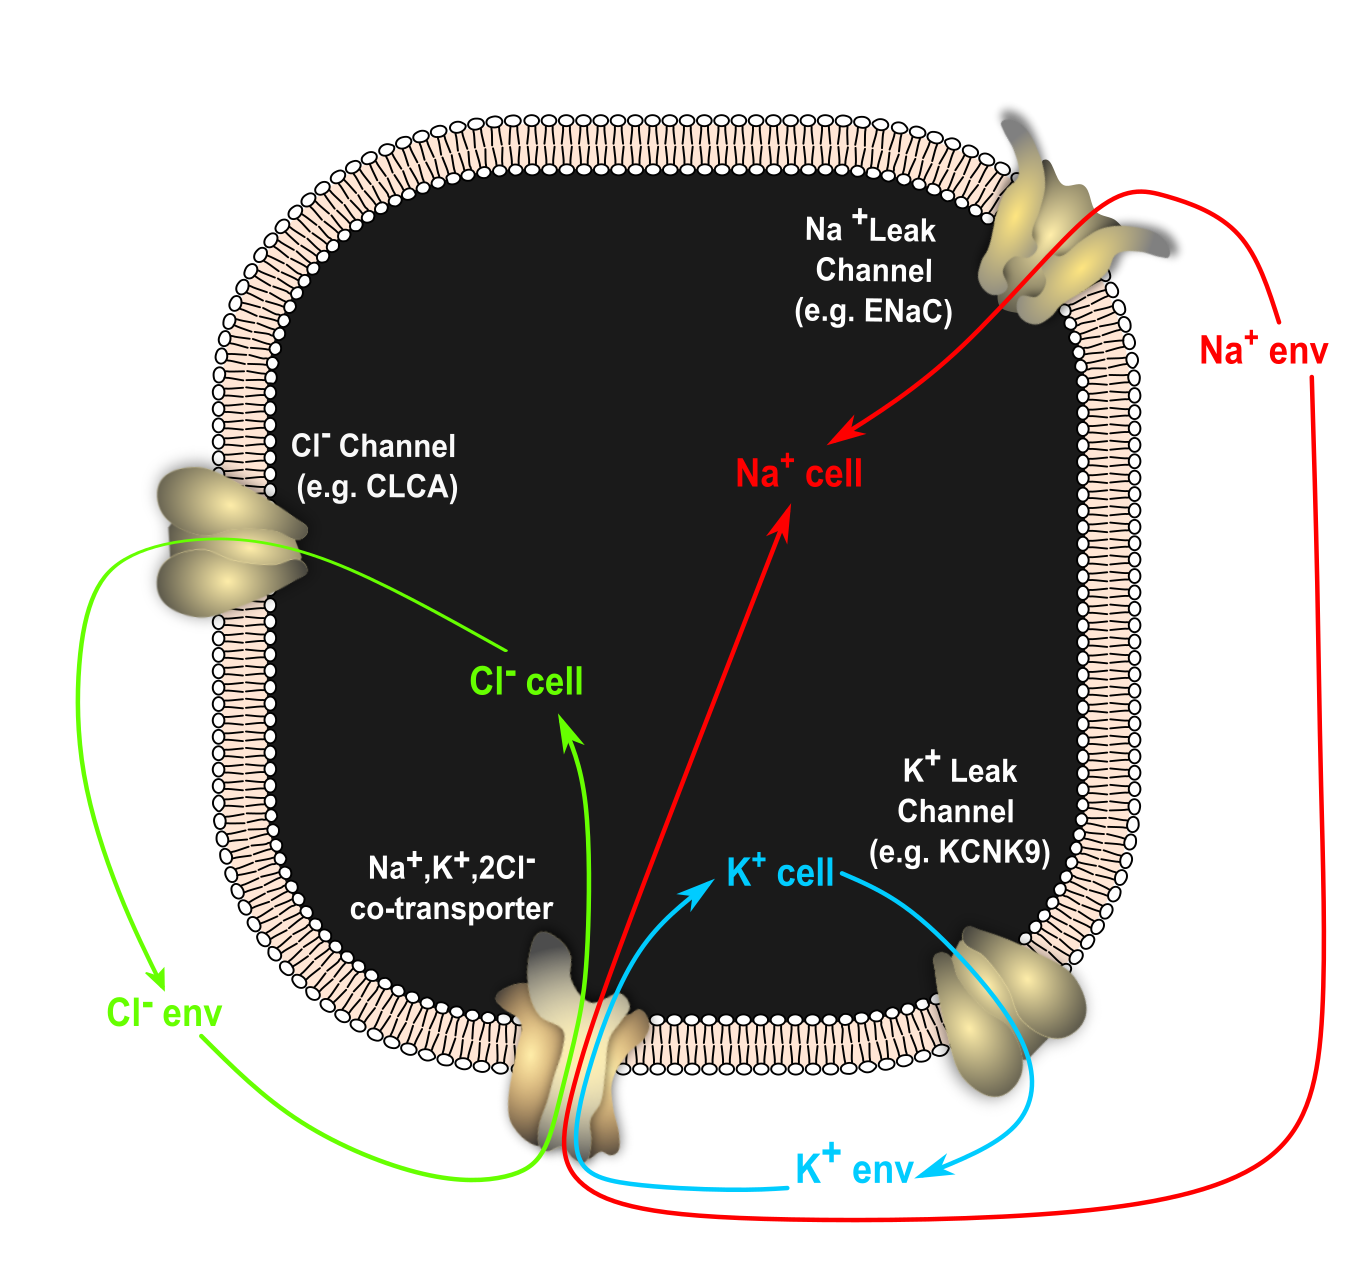 Na⁺Leak
Channel
(e.g. ENaC)
Na⁺ env
Cl⁻ Channel
(e.g. CLCA)
Na⁺ cell
Cl⁻ cell
K⁺ Leak
Channel
(e.g. KCNK9)
Na⁺,K⁺,2Cl⁻
co-transporter
K⁺ cell
Cl⁻ env
K⁺ env